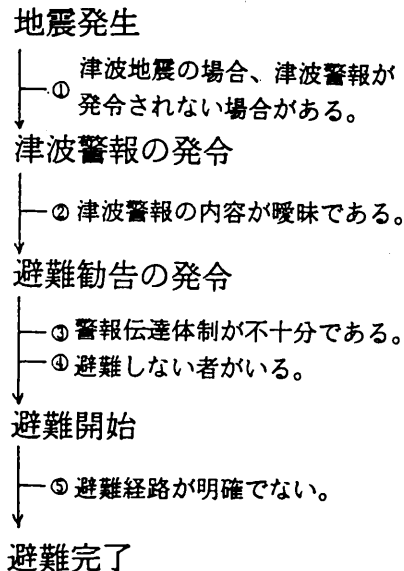 地震発生
① 津波地震の場合、津波警報が
発令されない場合がある。
津波警報の発令
② 津波警報の内容が曖昧である。
避難勧告の発令
③ 警報伝達体制が不十分である。
④ 避難しない者がいる。
避難開始
⑤ 避難経路が明確でない。
避難完了